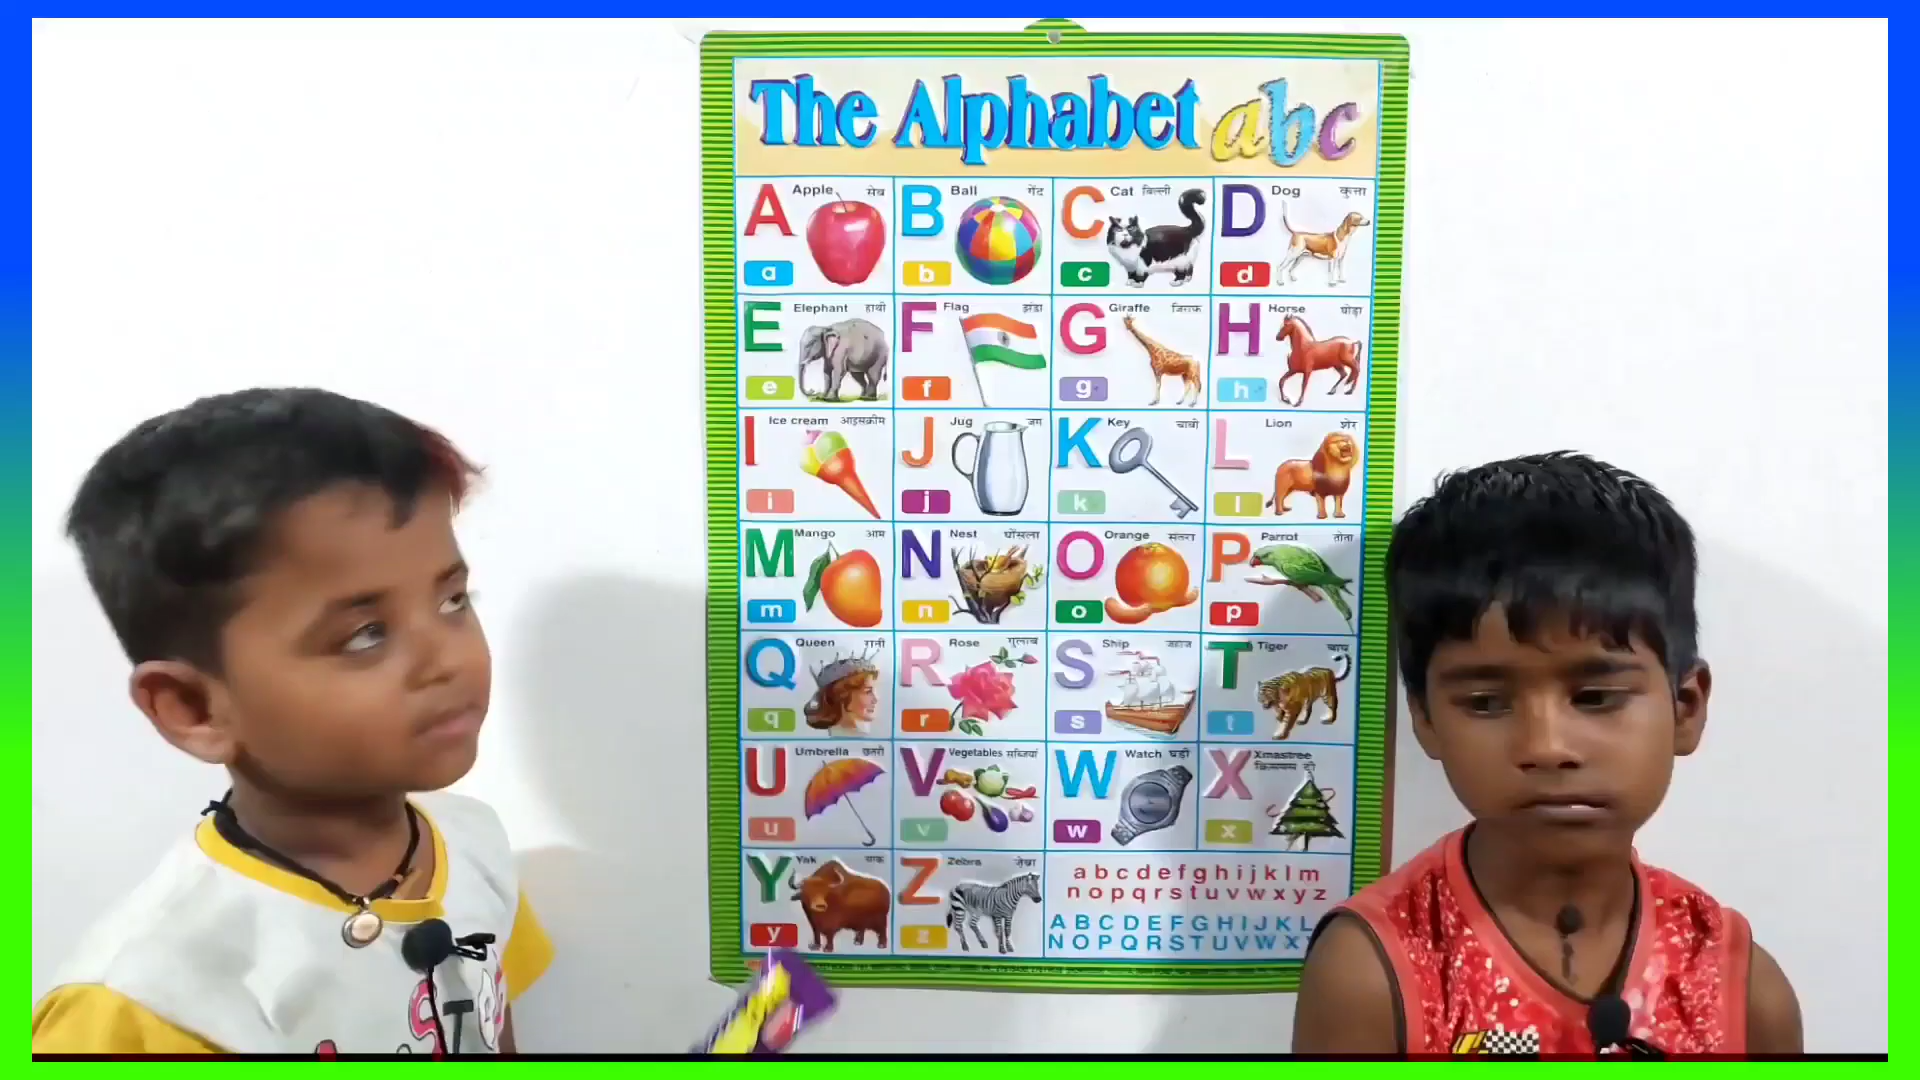 The Alphabet abc
A Apple सेब B Ball गेंद C Cat बिल्ली D Dog कुत्ता
a b c d
E Elephant हाथी F Flag झंडा G Giraffe जिराफ़ H Horse घोड़ा
e f g h
I Ice cream आइसक्रीम J Jug जग K Key चाबी L Lion शेर
i j k l
M Mango आम N Nest घोंसला O Orange संतरा P Parrot तोता
m n o p
Q Queen रानी R Rose गुलाब S Ship जहाज T Tiger बाघ
q r s t
U Umbrella छतरी V Vegetables सब्जियां W Watch घड़ी X Xmastree
क्रिसमस ट्री
u v w x
Y Yak याक Z Zebra ज़ेब्रा
y z
a b c d e f g h i j k l m
n o p q r s t u v w x y z
A B C D E F G H I J K L
N O P Q R S T U V W X